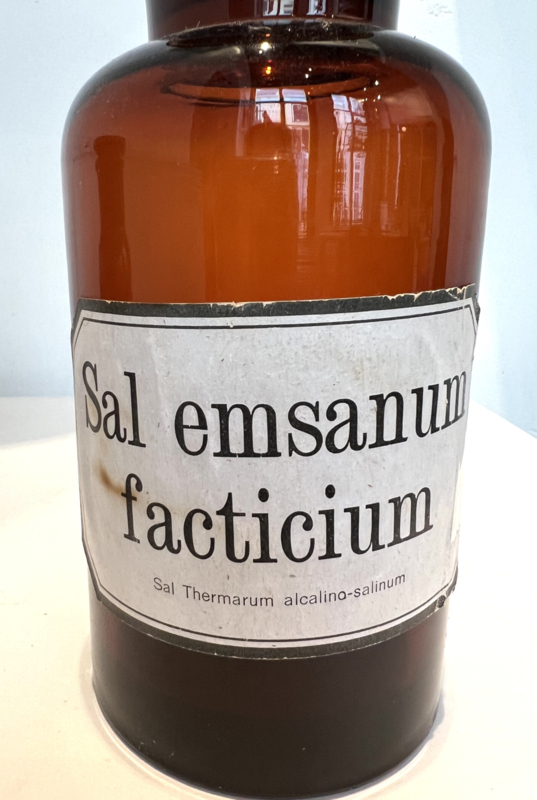 Sal emsanum
facticium
Sal Thermarum alcalino-salinum